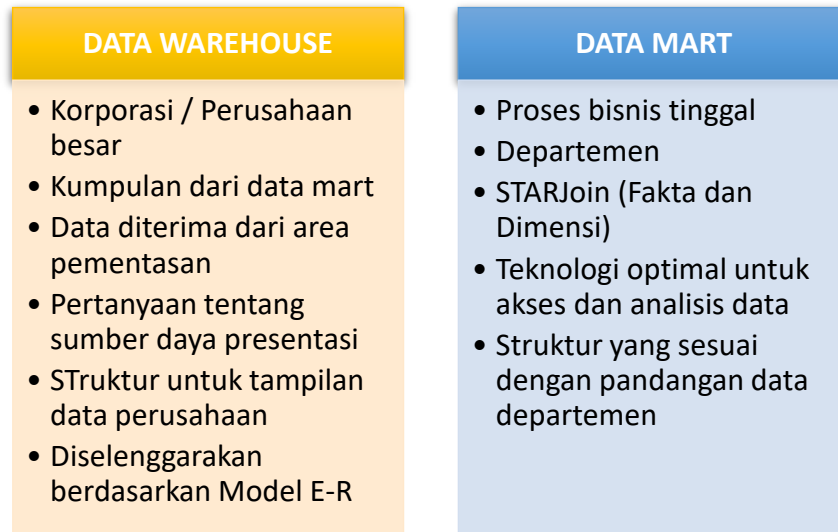 DATA WAREHOUSE
• Korporasi / Perusahaan
besar
• Kumpulan dari data mart
• Data diterima dari area
pementasan
• Pertanyaan tentang
sumber daya presentasi
• STruktur untuk tampilan
data perusahaan
• Diselenggarakan
berdasarkan Model E-R
DATA MART
• Proses bisnis tinggal
• Departemen
• STARJoin (Fakta dan
Dimensi)
• Teknologi optimal untuk
akses dan analisis data
• Struktur yang sesuai
dengan pandangan data
departemen